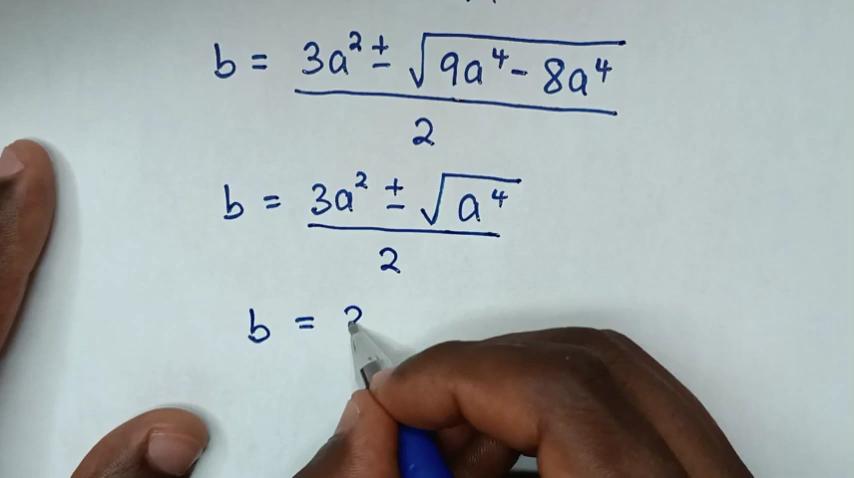 b = 3a² ± √9a⁴ - 8a⁴ / 2
b = 3a² ± √a⁴ / 2
b =